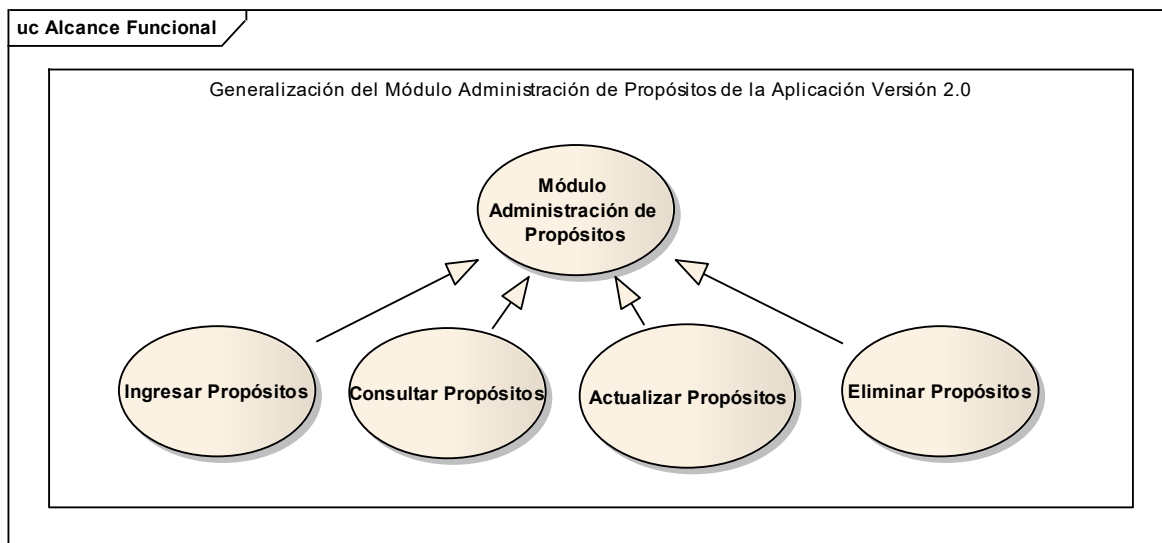 uc Alcance Funcional
Generalización del Módulo Administración de Propósitos de la Aplicación Versión 2.0
Módulo
Administración de
Propósitos
Ingresar Propósitos
Consultar Propósitos
Actualizar Propósitos
Eliminar Propósitos